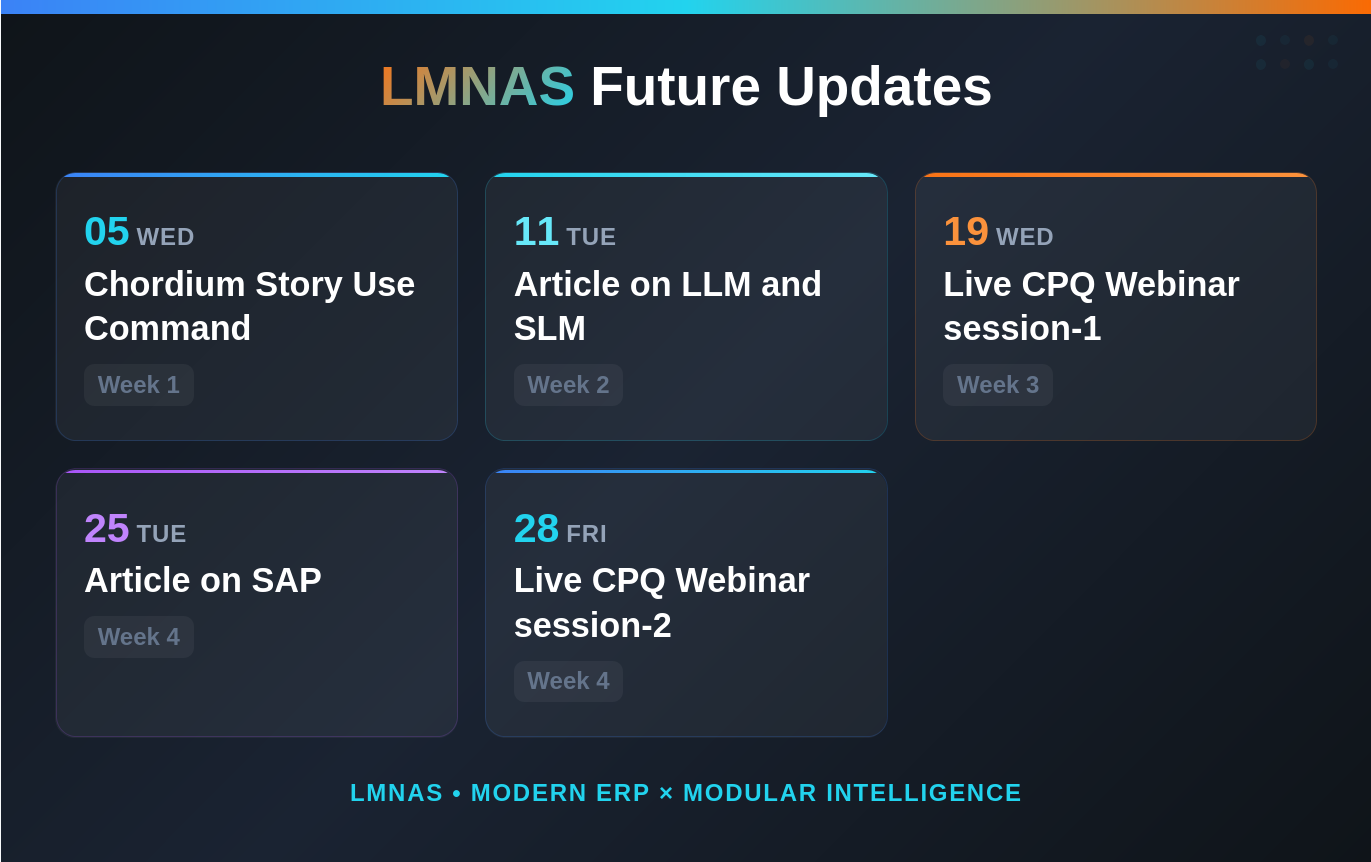 LMNAS Future Updates
05 WED
Chordium Story Use
Command
Week 1
11 TUE
Article on LLM and
SLM
Week 2
19 WED
Live CPQ Webinar
session-1
Week 3
25 TUE
Article on SAP
Week 4
28 FRI
Live CPQ Webinar
session-2
Week 4
LMNAS • MODERN ERP × MODULAR INTELLIGENCE